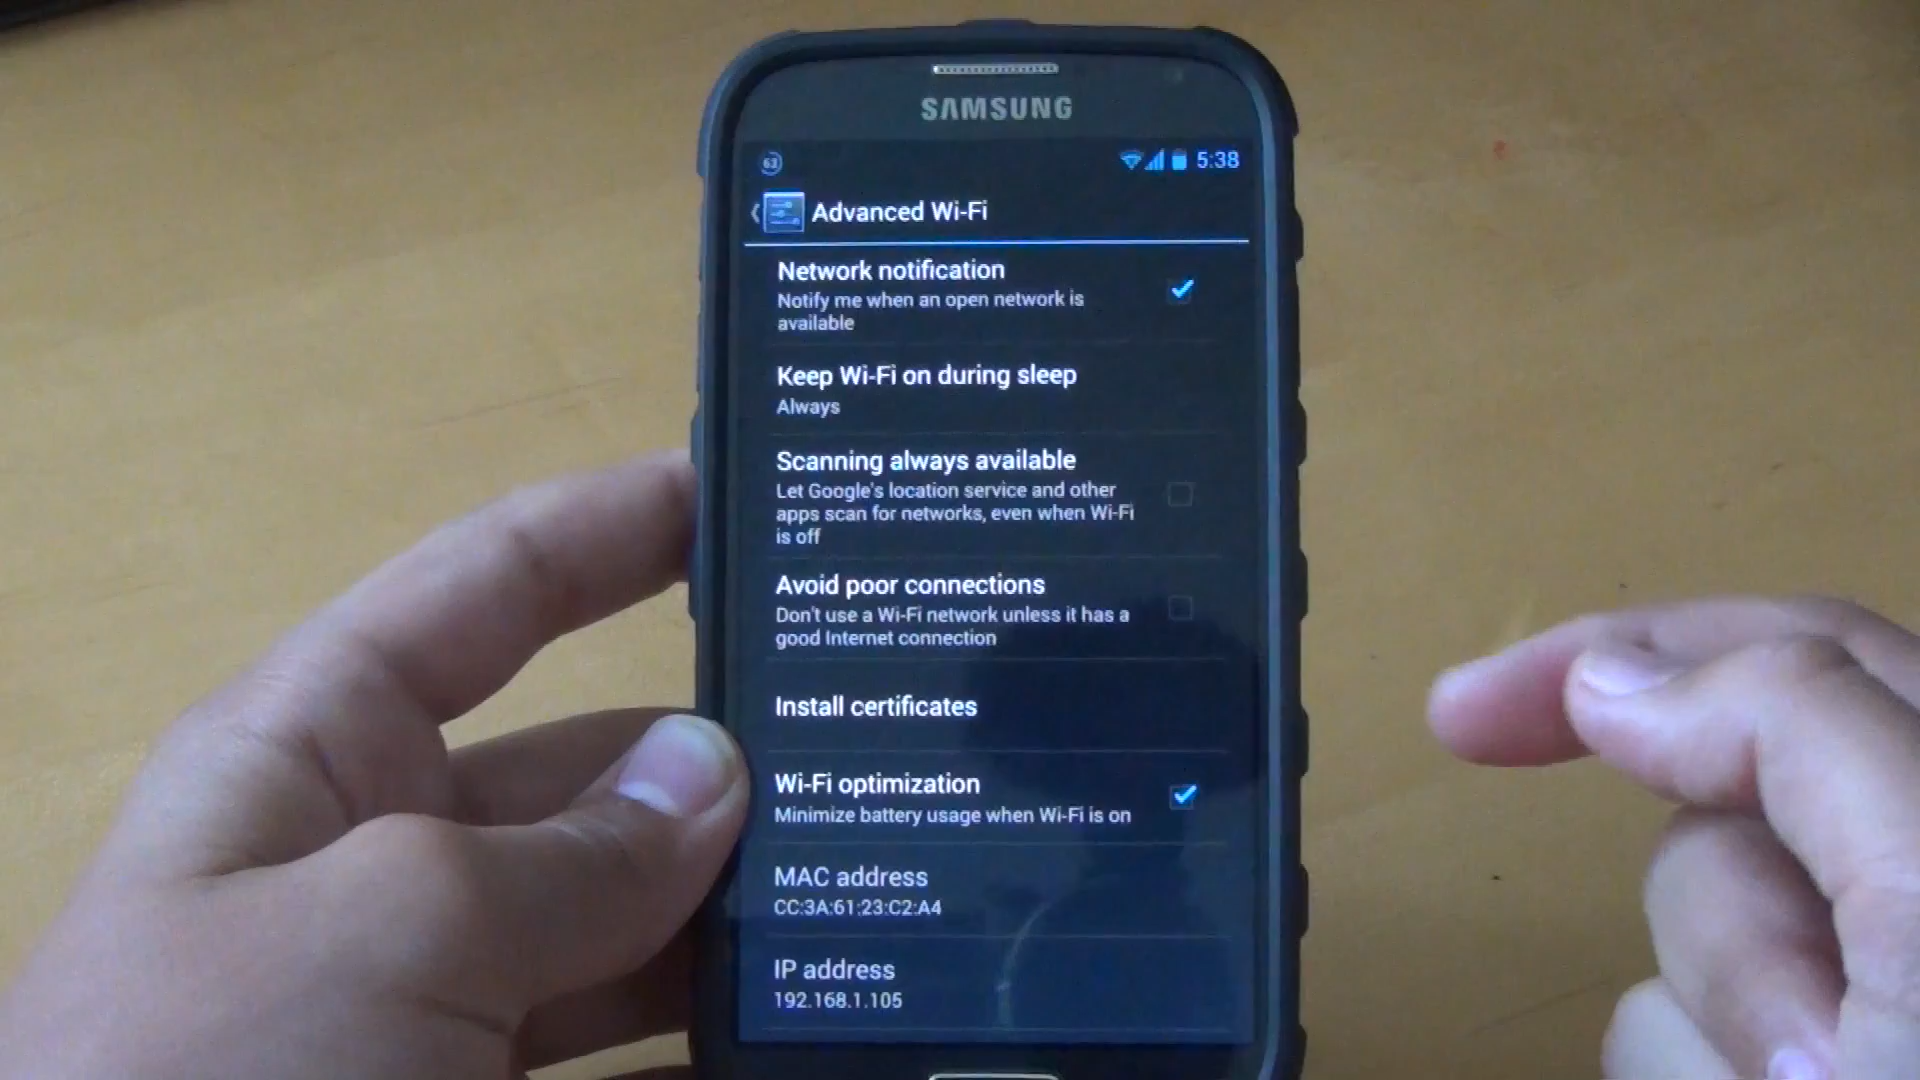 SAMSUNG
63
5:38
Advanced Wi-Fi
Network notification
Notify me when an open network is
available
Keep Wi-Fi on during sleep
Always
Scanning always available
Let Google's location service and other
apps scan for networks, even when Wi-Fi
is off
Avoid poor connections
Don't use a Wi-Fi network unless it has a
good Internet connection
Install certificates
Wi-Fi optimization
Minimize battery usage when Wi-Fi is on
MAC address
CC:3A:61:23:C2:A4
IP address
192.168.1.105